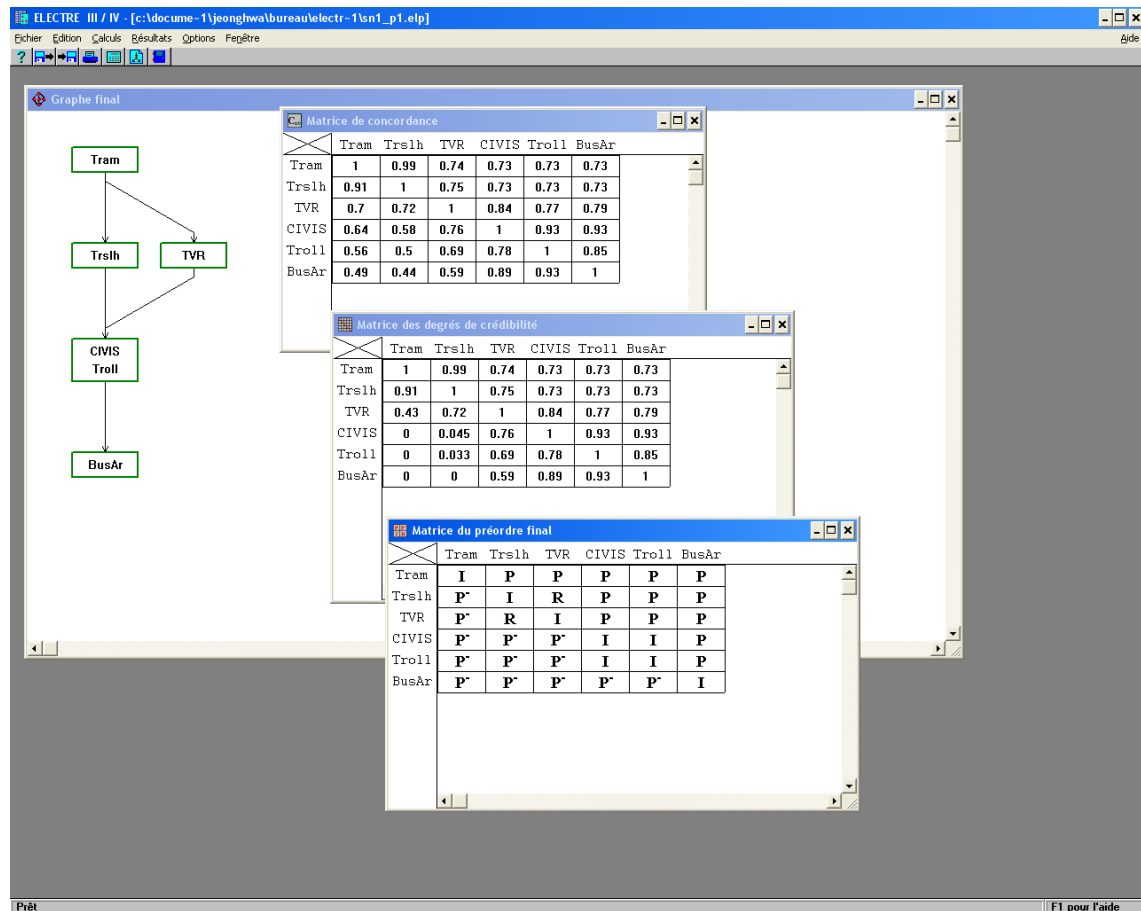 ELECTRE III / IV - [c:\docume~1\jeonghwa\bureau\electr~1\sn1_p1.elp]
Fichier Edition Calculs Résultats Options Fenêtre Aide
?
Graphe final
Tram
Trslh TVR
CIVIS
Troll
BusAr
Matrice de concordance
Tram Trslh TVR CIVIS Troll BusAr
Tram 1 0.99 0.74 0.73 0.73 0.73
Trslh 0.91 1 0.75 0.73 0.73 0.73
TVR 0.7 0.72 1 0.84 0.77 0.79
CIVIS 0.64 0.58 0.76 1 0.93 0.93
Troll 0.56 0.5 0.69 0.78 1 0.85
BusAr 0.49 0.44 0.59 0.89 0.93 1
Matrice des degrés de crédibilité
Tram Trslh TVR CIVIS Troll BusAr
Tram 1 0.99 0.74 0.73 0.73 0.73
Trslh 0.91 1 0.75 0.73 0.73 0.73
TVR 0.43 0.72 1 0.84 0.77 0.79
CIVIS 0 0.045 0.76 1 0.93 0.93
Troll 0 0.033 0.69 0.78 1 0.85
BusAr 0 0 0.59 0.89 0.93 1
Matrice du préordre final
Tram Trslh TVR CIVIS Troll BusAr
Tram I P P P P P
Trslh P- I R P P P
TVR P- R I P P P
CIVIS P- P- P- I I P
Troll P- P- P- I I P
BusAr P- P- P- P- P- I
Prêt F1 pour l'aide